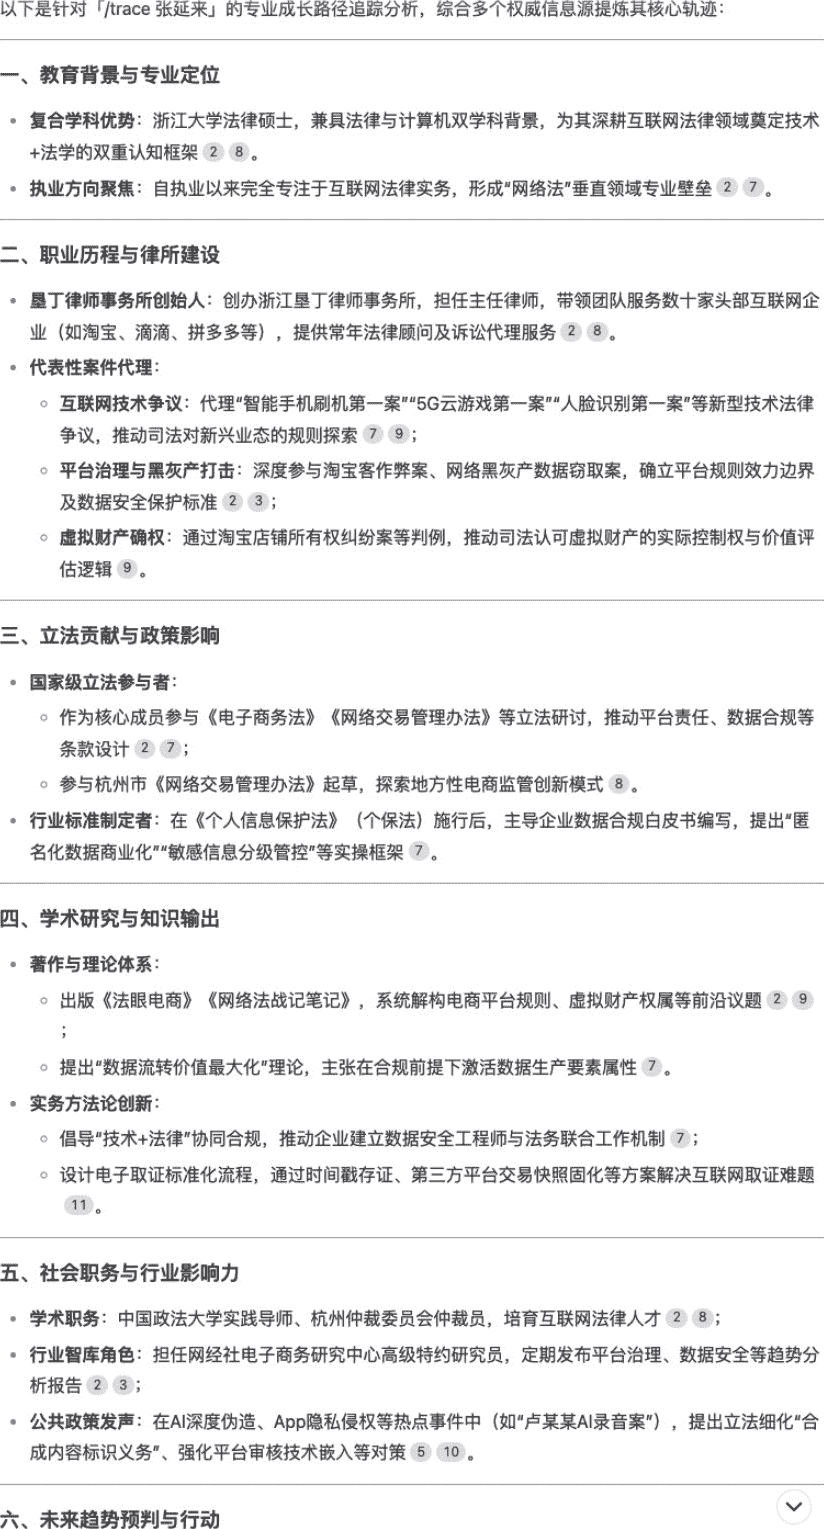 以下是针对「/trace 张延来」的专业成长路径追踪分析，综合多个权威信息源提炼其核心轨迹：
一、教育背景与专业定位
• 复合学科优势：浙江大学法律硕士，兼具法律与计算机双学科背景，为其深耕互联网法律领域奠定技术
+法学的双重认知框架 2 8 。
• 执业方向聚焦：自执业以来完全专注于互联网法律实务，形成“网络法”垂直领域专业壁垒 2 7 。
二、职业历程与律所建设
• 垦丁律师事务所创始人：创办浙江垦丁律师事务所，担任主任律师，带领团队服务数十家头部互联网企
业（如淘宝、滴滴、拼多多等），提供常年法律顾问及诉讼代理服务 2 8 。
• 代表性案件代理：
○ 互联网技术争议：代理“智能手机刷机第一案”“5G云游戏第一案”“人脸识别第一案”等新型技术法律
争议，推动司法对新兴业态的规则探索 7 9 ；
○ 平台治理与黑灰产打击：深度参与淘宝客作弊案、网络黑灰产数据窃取案，确立平台规则效力边界
及数据安全保护标准 2 3 ；
○ 虚拟财产确权：通过淘宝店铺所有权纠纷案等判例，推动司法认可虚拟财产的实际控制权与价值评
估逻辑 9 。
三、立法贡献与政策影响
• 国家级立法参与者：
○ 作为核心成员参与《电子商务法》《网络交易管理办法》等立法研讨，推动平台责任、数据合规等
条款设计 2 7 ；
○ 参与杭州市《网络交易管理办法》起草，探索地方性电商监管创新模式 8 。
• 行业标准制定者：在《个人信息保护法》（个保法）施行后，主导企业数据合规白皮书编写，提出“匿
名化数据商业化”“敏感信息分级管控”等实操框架 7 。
四、学术研究与知识输出
• 著作与理论体系：
○ 出版《法眼电商》《网络法战记笔记》，系统解构电商平台规则、虚拟财产权属等前沿议题 2 9
；
○ 提出“数据流转价值最大化”理论，主张在合规前提下激活数据生产要素属性 7 。
• 实务方法论创新：
○ 倡导“技术+法律”协同合规，推动企业建立数据安全工程师与法务联合工作机制 7 ；
○ 设计电子取证标准化流程，通过时间戳存证、第三方平台交易快照固化等方案解决互联网取证难题
11 。
五、社会职务与行业影响力
• 学术职务：中国政法大学实践导师、杭州仲裁委员会仲裁员，培育互联网法律人才 2 8 ；
• 行业智库角色：担任网经社电子商务研究中心高级特约研究员，定期发布平台治理、数据安全等趋势分
析报告 2 3 ；
• 公共政策发声：在AI深度伪造、App隐私侵权等热点事件中（如“卢某某AI录音案”），提出立法细化“合
成内容标识义务”、强化平台审核技术嵌入等对策 5 10 。
六、未来趋势预判与行动